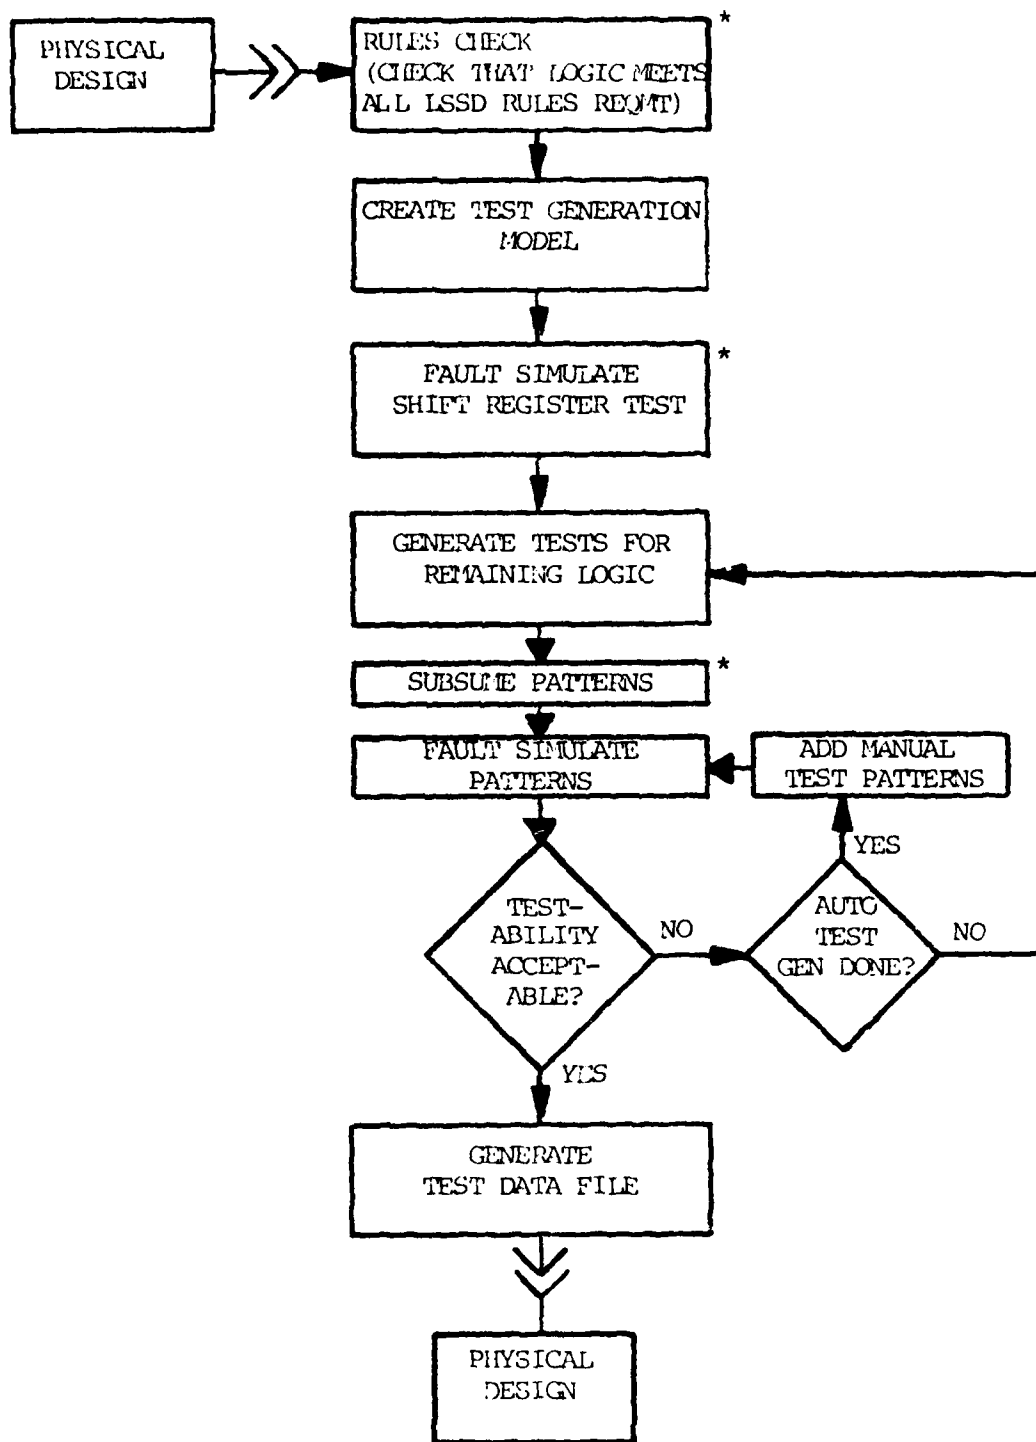 PHYSICAL
DESIGN
*
RULES CHECK
(CHECK THAT LOGIC MEETS
ALL LSSD RULES REQMT)
CREATE TEST GENERATION
MODEL
*
FAULT SIMULATE
SHIFT REGISTER TEST
GENERATE TESTS FOR
REMAINING LOGIC
*
SUBSUME PATTERNS
FAULT SIMULATE
PATTERNS
ADD MANUAL
TEST PATTERNS
YES
TEST-
ABILITY
ACCEPT-
ABLE?
NO
AUTO
TEST
GEN DONE?
NO
YES
GENERATE
TEST DATA FILE
PHYSICAL
DESIGN